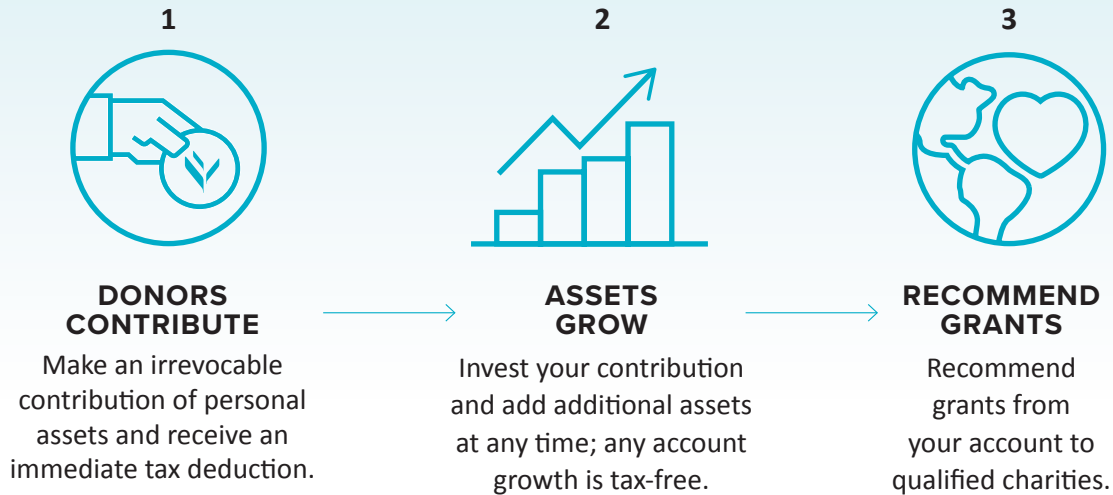 1
DONORS
CONTRIBUTE
Make an irrevocable
contribution of personal
assets and receive an
immediate tax deduction.
2
ASSETS
GROW
Invest your contribution
and add additional assets
at any time; any account
growth is tax-free.
3
RECOMMEND
GRANTS
Recommend
grants from
your account to
qualified charities.